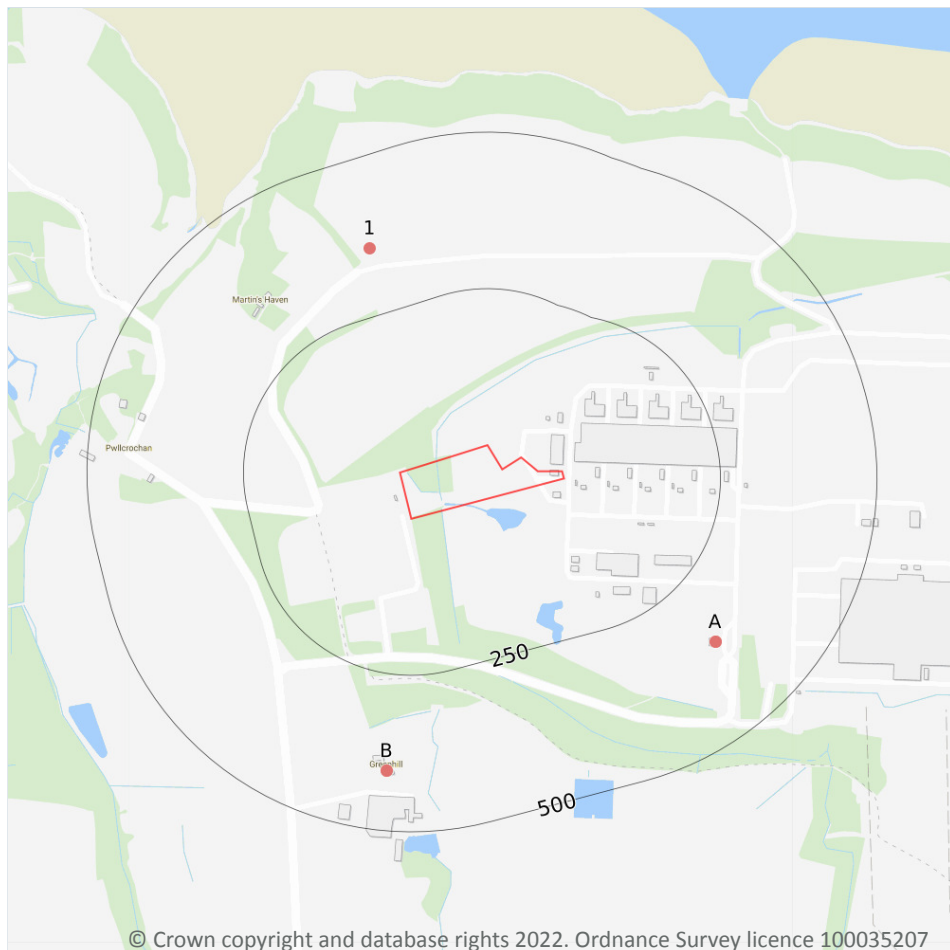 1
Martin's Haven
Pwllcrochan
A
250
B
Greenhill
500
© Crown copyright and database rights 2022. Ordnance Survey licence 100035207